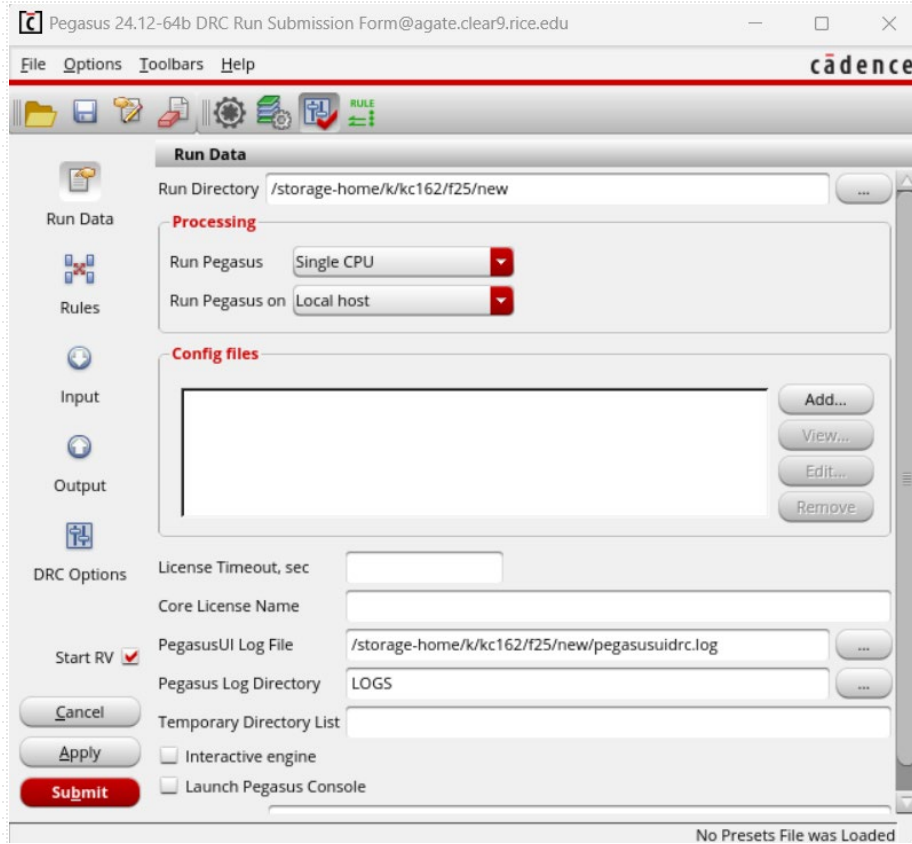 Pegasus 24.12-64b DRC Run Submission Form@agate.clear9.rice.edu
File Options Toolbars Help
cādence
RULE
Run Data
Rules
Input
Output
DRC Options
Start RV
Cancel
Apply
Submit
Run Data
Run Directory /storage-home/k/kc162/f25/new ...
Processing
Run Pegasus Single CPU
Run Pegasus on Local host
Config files
Add...
View...
Edit...
Remove
License Timeout, sec
Core License Name
PegasusUI Log File /storage-home/k/kc162/f25/new/pegasusuidrc.log ...
Pegasus Log Directory LOGS ...
Temporary Directory List
Interactive engine
Launch Pegasus Console
No Presets File was Loaded